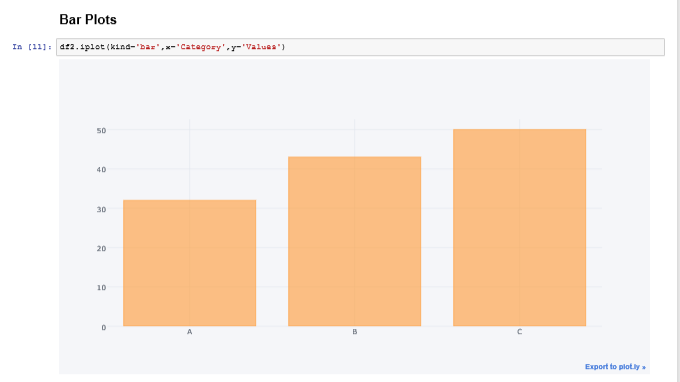 Bar Plots
In [11]: df2.iplot(kind='bar',x='Category',y='Values')
50
40
30
20
10
0
A B C
Export to plot.ly »